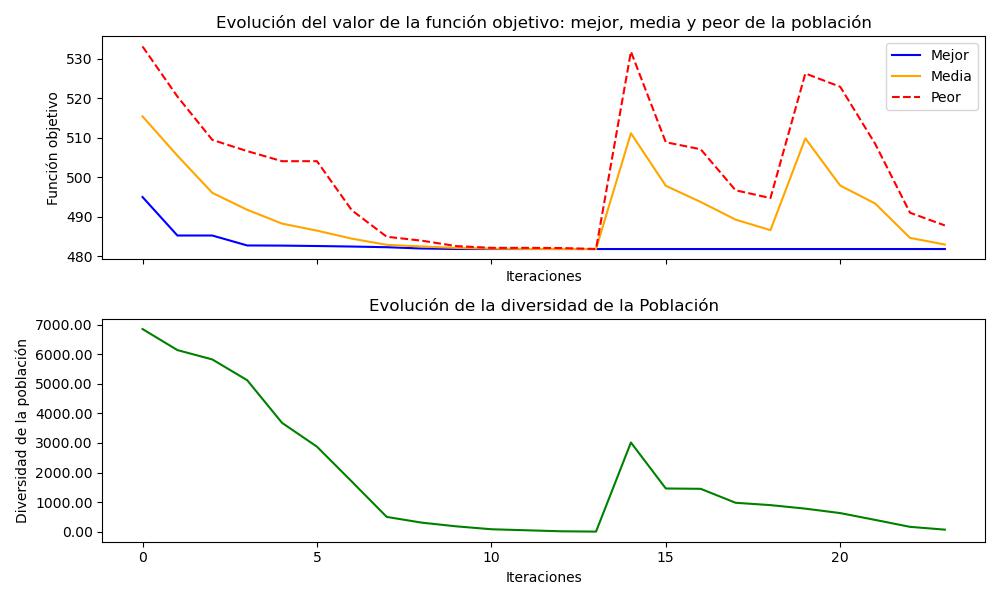 Evolución del valor de la función objetivo: mejor, media y peor de la población
530
520
510
500
490
480
Función objetivo
Mejor
Media
Peor
Iteraciones
Evolución de la diversidad de la Población
7000.00
6000.00
5000.00
4000.00
3000.00
2000.00
1000.00
0.00
Diversidad de la población
0 5 10 15 20
Iteraciones